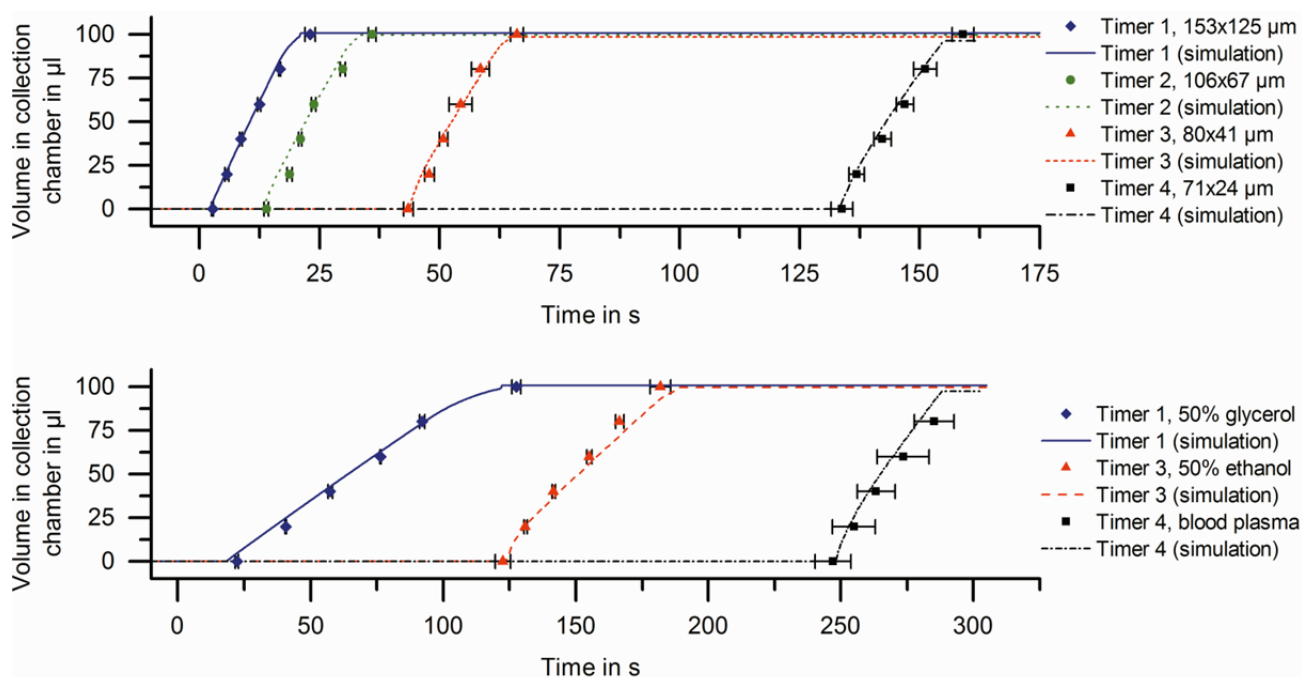 100
75
50
25
0
Volume in collection
chamber in µl
0 25 50 75 100 125 150 175
Time in s
Timer 1, 153x125 µm
Timer 1 (simulation)
Timer 2, 106x67 µm
Timer 2 (simulation)
Timer 3, 80x41 µm
Timer 3 (simulation)
Timer 4, 71x24 µm
Timer 4 (simulation)
100
75
50
25
0
Volume in collection
chamber in µl
0 50 100 150 200 250 300
Time in s
Timer 1, 50% glycerol
Timer 1 (simulation)
Timer 3, 50% ethanol
Timer 3 (simulation)
Timer 4, blood plasma
Timer 4 (simulation)